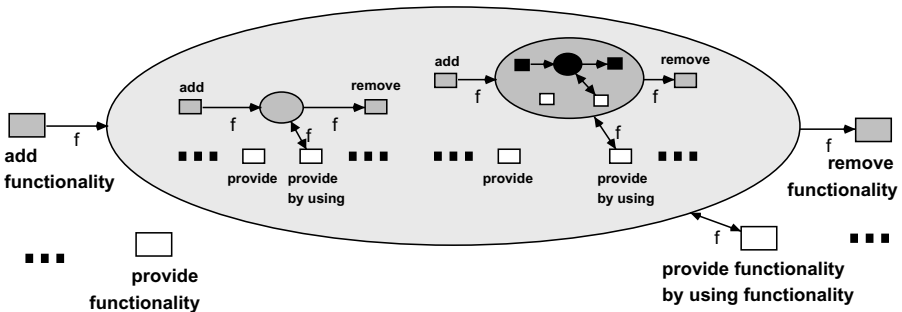 add
remove
f
f
add
remove
f
f
f
f
f
add
functionality
f
remove
functionality
provide
provide
by using
provide
provide
by using
f
provide
functionality
provide functionality
by using functionality